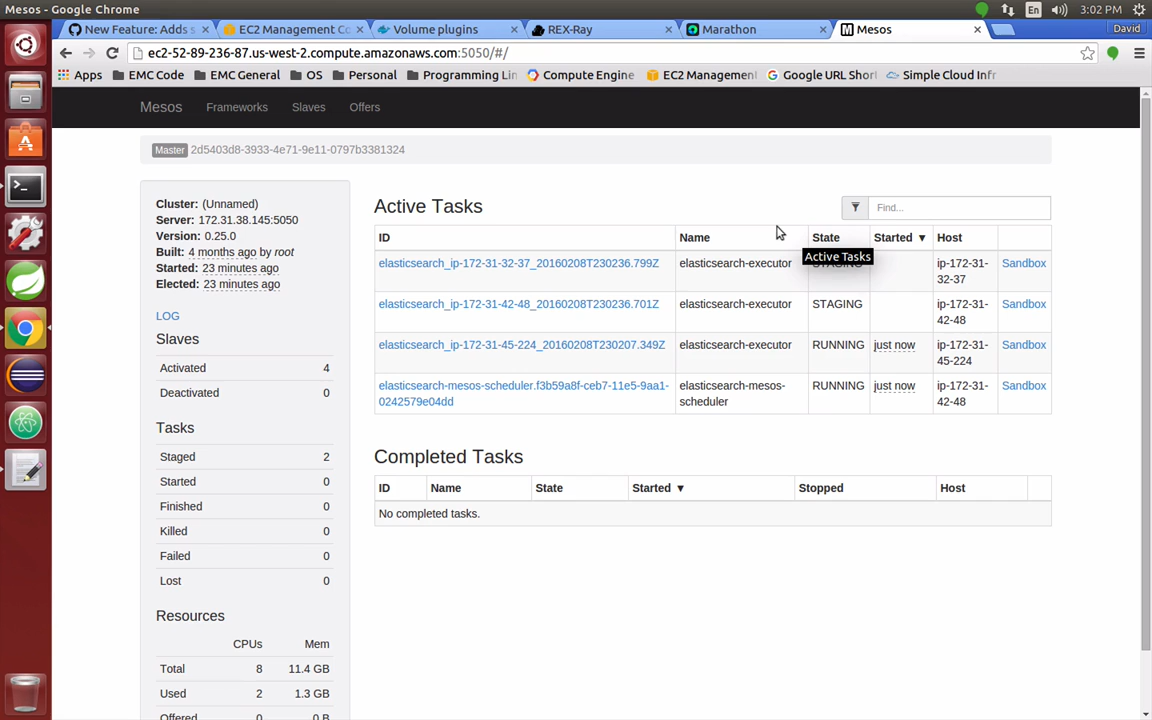 Mesos - Google Chrome
En
3:02 PM
New Feature: Adds s
EC2 Management Co
Volume plugins
REX-Ray
Marathon
Mesos
David
ec2-52-89-236-87.us-west-2.compute.amazonaws.com:5050/#/
Apps
EMC Code
EMC General
OS
Personal
Programming Lin
Compute Engine
EC2 Management
Google URL Short
Simple Cloud Infr
Mesos
Frameworks
Slaves
Offers
Master 2d5403d8-3933-4e71-9e11-0797b3381324
Cluster: (Unnamed)
Server: 172.31.38.145:5050
Version: 0.25.0
Built: 4 months ago by root
Started: 23 minutes ago
Elected: 23 minutes ago
LOG
Slaves
Activated 4
Deactivated 0
Tasks
Staged 2
Started 0
Finished 0
Killed 0
Failed 0
Lost 0
Resources
CPUs Mem
Total 8 11.4 GB
Used 2 1.3 GB
Offered 0 0 B
Active Tasks
Find...
ID Name State Started ▼ Host
Active Tasks
elasticsearch_ip-172-31-32-37_20160208T230236.799Z elasticsearch-executor STAGING ip-172-31- Sandbox
32-37
elasticsearch_ip-172-31-42-48_20160208T230236.701Z elasticsearch-executor STAGING ip-172-31- Sandbox
42-48
elasticsearch_ip-172-31-45-224_20160208T230207.349Z elasticsearch-executor RUNNING just now ip-172-31- Sandbox
45-224
elasticsearch-mesos-scheduler.f3b59a8f-ceb7-11e5-9aa1- elasticsearch-mesos- RUNNING just now ip-172-31- Sandbox
0242579e04dd scheduler 42-48
Completed Tasks
ID Name State Started ▼ Stopped Host
No completed tasks.